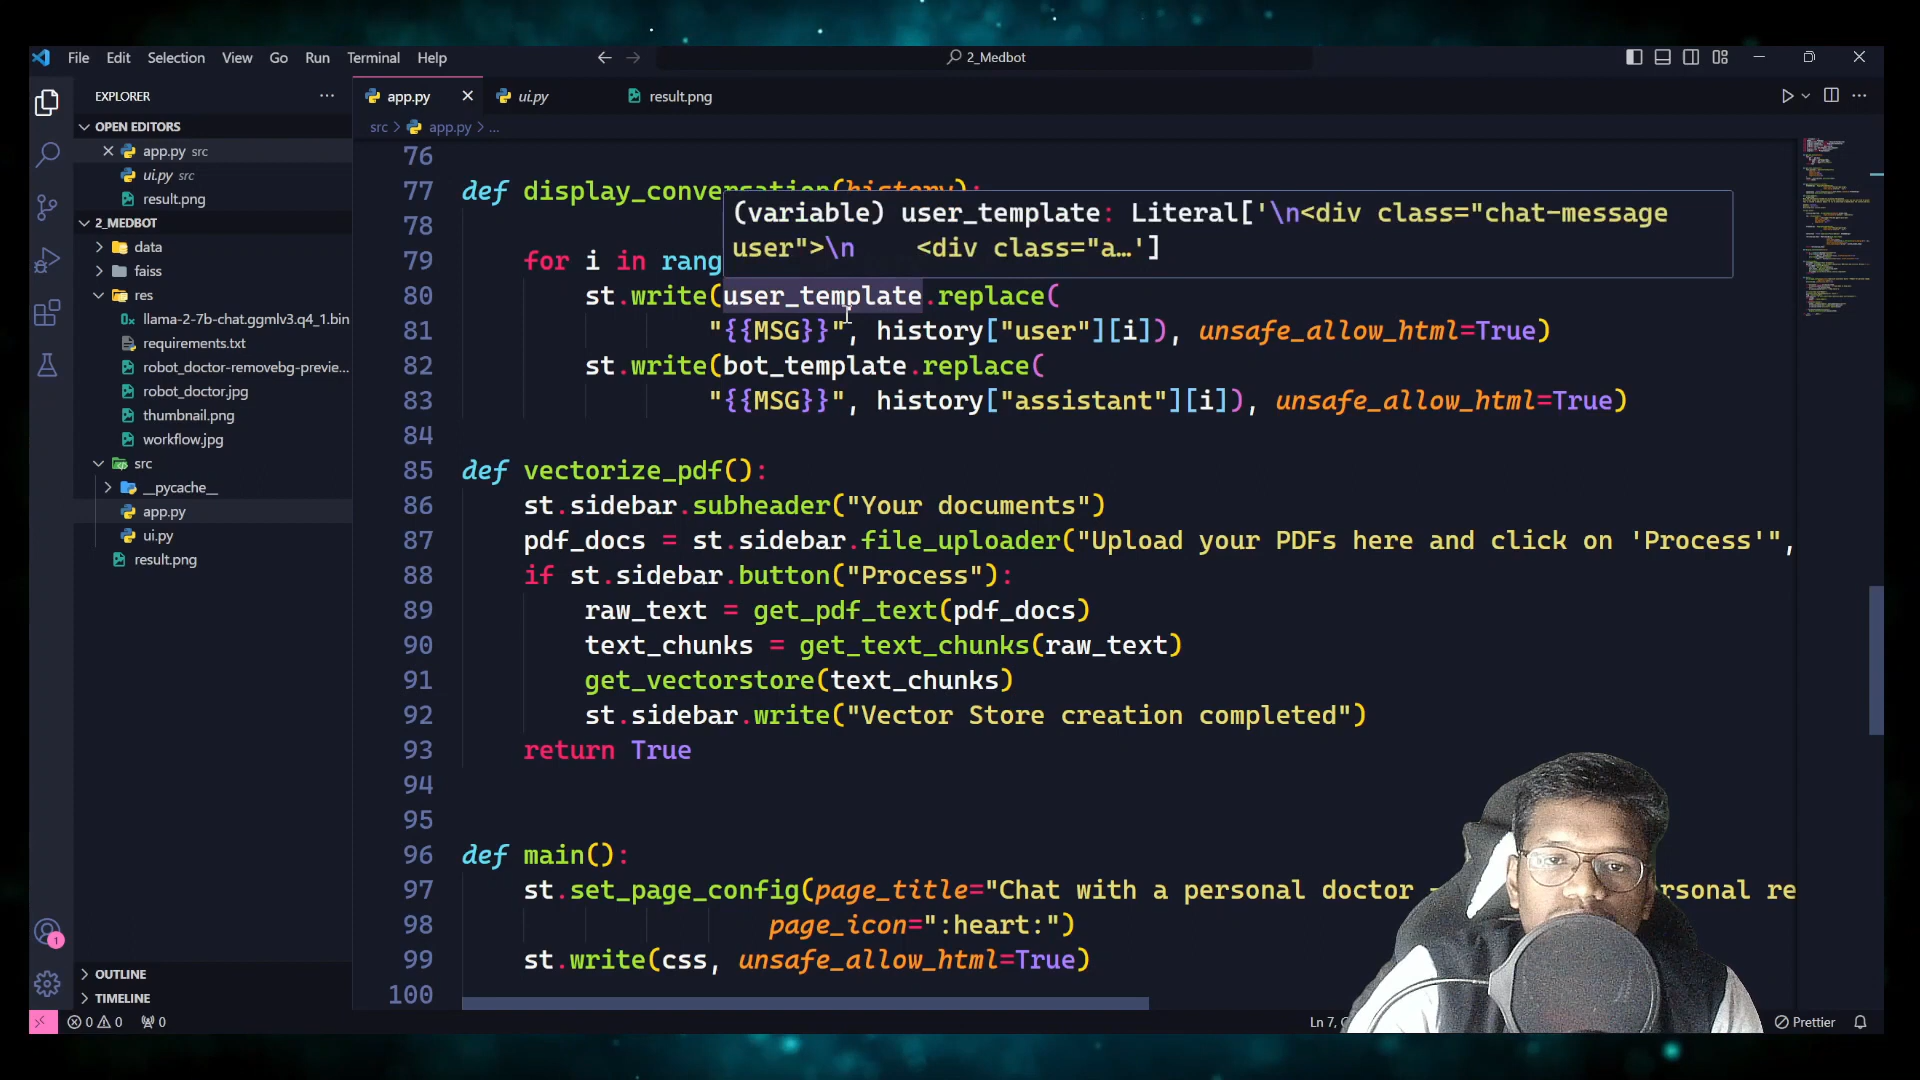 File Edit Selection View Go Run Terminal Help
2_Medbot
EXPLORER
OPEN EDITORS
app.py src
ui.py src
result.png
2_MEDBOT
data
faiss
res
llama-2-7b-chat.ggmlv3.q4_1.bin
requirements.txt
robot_doctor-removebg-previe...
robot_doctor.jpg
thumbnail.png
workflow.jpg
src
__pycache__
app.py
ui.py
result.png
OUTLINE
TIMELINE
app.py ui.py result.png
src > app.py > ...
76
77 def display_conversation(history):
(variable) user_template: Literal['\n<div class="chat-message
user">\n    <div class="a…']
78
79 for i in rang
80 st.write(user_template.replace(
81 "{{MSG}}", history["user"][i]), unsafe_allow_html=True)
82 st.write(bot_template.replace(
83 "{{MSG}}", history["assistant"][i]), unsafe_allow_html=True)
84
85 def vectorize_pdf():
86 st.sidebar.subheader("Your documents")
87 pdf_docs = st.sidebar.file_uploader("Upload your PDFs here and click on 'Process'",
88 if st.sidebar.button("Process"):
89 raw_text = get_pdf_text(pdf_docs)
90 text_chunks = get_text_chunks(raw_text)
91 get_vectorstore(text_chunks)
92 st.sidebar.write("Vector Store creation completed")
93 return True
94
95
96 def main():
97 st.set_page_config(page_title="Chat with a personal doctor - rsonal re
98 page_icon=":heart:")
99 st.write(css, unsafe_allow_html=True)
100
1
0 0 0 Ln 7, Prettier